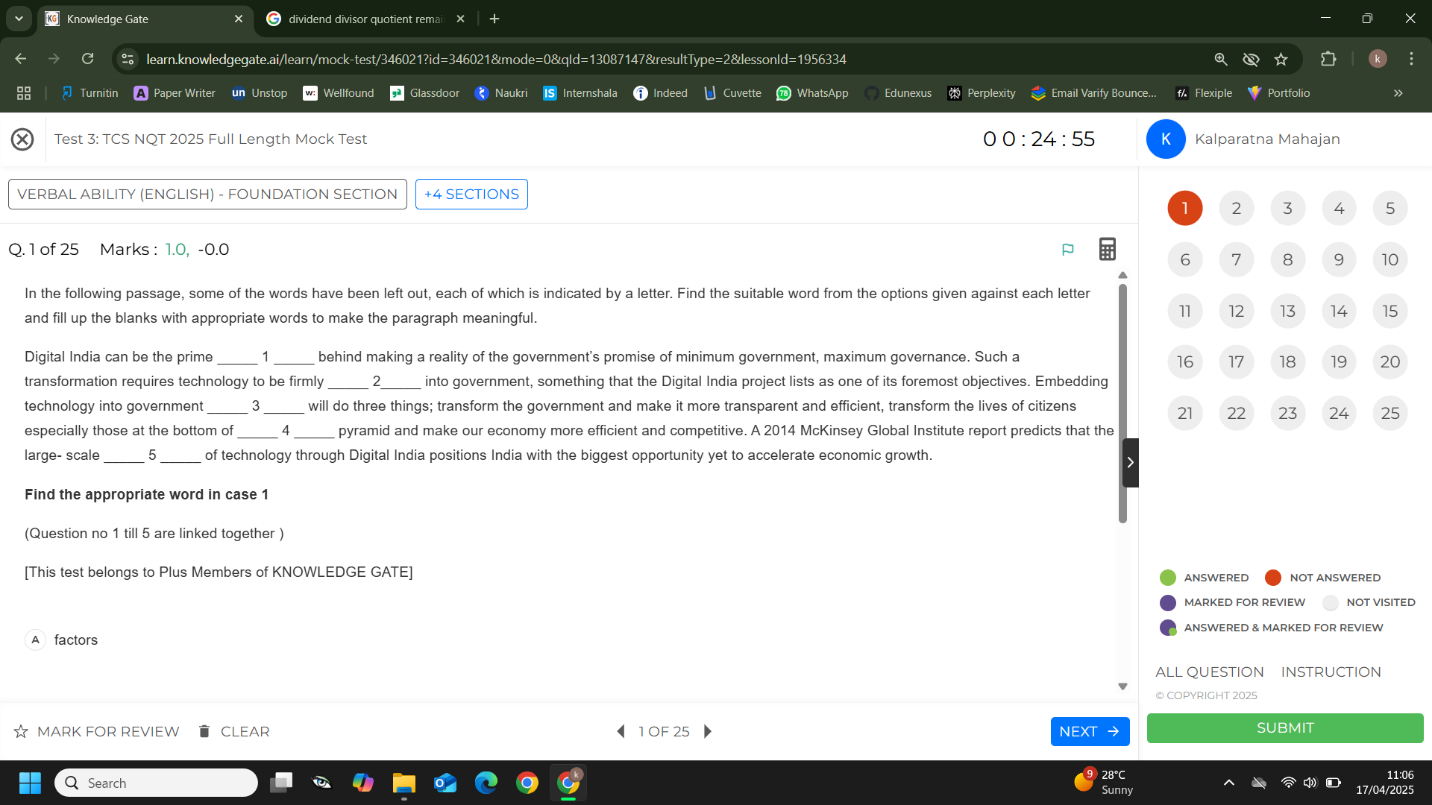 Knowledge Gate
dividend divisor quotient remai
learn.knowledgegate.ai/learn/mock-test/346021?id=346021&mode=0&qId=13087147&resultType=2&lessonId=1956334
k
Turnitin
Paper Writer
Unstop
Wellfound
Glassdoor
Naukri
Internshala
Indeed
Cuvette
WhatsApp
Edunexus
Perplexity
Email Varify Bounce...
Flexiple
Portfolio
Test 3: TCS NQT 2025 Full Length Mock Test
00:24:55
K
Kalparatna Mahajan
VERBAL ABILITY (ENGLISH) - FOUNDATION SECTION
+4 SECTIONS
Q. 1 of 25 Marks : 1.0, -0.0
In the following passage, some of the words have been left out, each of which is indicated by a letter. Find the suitable word from the options given against each letter
and fill up the blanks with appropriate words to make the paragraph meaningful.
Digital India can be the prime _____ 1 _____ behind making a reality of the government's promise of minimum government, maximum governance. Such a
transformation requires technology to be firmly _____ 2_____ into government, something that the Digital India project lists as one of its foremost objectives. Embedding
technology into government _____ 3 _____ will do three things; transform the government and make it more transparent and efficient, transform the lives of citizens
especially those at the bottom of _____ 4 _____ pyramid and make our economy more efficient and competitive. A 2014 McKinsey Global Institute report predicts that the
large- scale _____ 5 _____ of technology through Digital India positions India with the biggest opportunity yet to accelerate economic growth.
Find the appropriate word in case 1
(Question no 1 till 5 are linked together )
[This test belongs to Plus Members of KNOWLEDGE GATE]
A factors
1 2 3 4 5
6 7 8 9 10
11 12 13 14 15
16 17 18 19 20
21 22 23 24 25
ANSWERED NOT ANSWERED
MARKED FOR REVIEW NOT VISITED
ANSWERED & MARKED FOR REVIEW
ALL QUESTION INSTRUCTION
© COPYRIGHT 2025
SUBMIT
MARK FOR REVIEW
CLEAR
1 OF 25
NEXT
Search
9
28°C
Sunny
11:06
17/04/2025